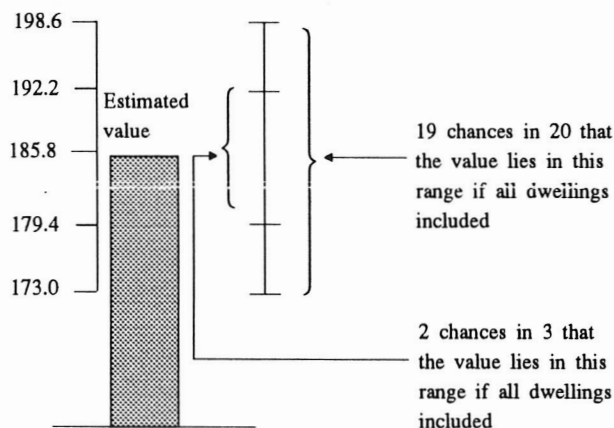 198.6
192.2
Estimated
value
185.8
179.4
173.0
19 chances in 20 that
the value lies in this
range if all dwellings
included
2 chances in 3 that
the value lies in this
range if all dwellings
included